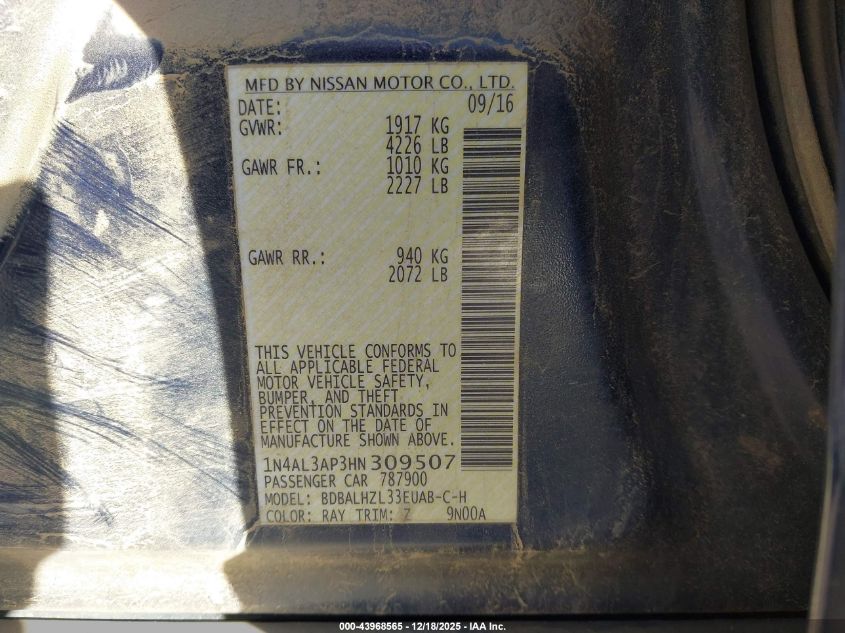 MFD BY NISSAN MOTOR CO., LTD.
DATE: 09/16
GVWR: 1917 KG
4226 LB
GAWR FR.: 1010 KG
2227 LB
GAWR RR.: 940 KG
2072 LB
THIS VEHICLE CONFORMS TO
ALL APPLICABLE FEDERAL
MOTOR VEHICLE SAFETY,
BUMPER, AND THEFT
PREVENTION STANDARDS IN
EFFECT ON THE DATE OF
MANUFACTURE SHOWN ABOVE.
1N4AL3AP3HN309507
PASSENGER CAR 787900
MODEL: BDBALHZL33EUAB-C-H
COLOR: RAY TRIM: Z 9N00A
000-43968565 - 12/18/2025 - IAA Inc.